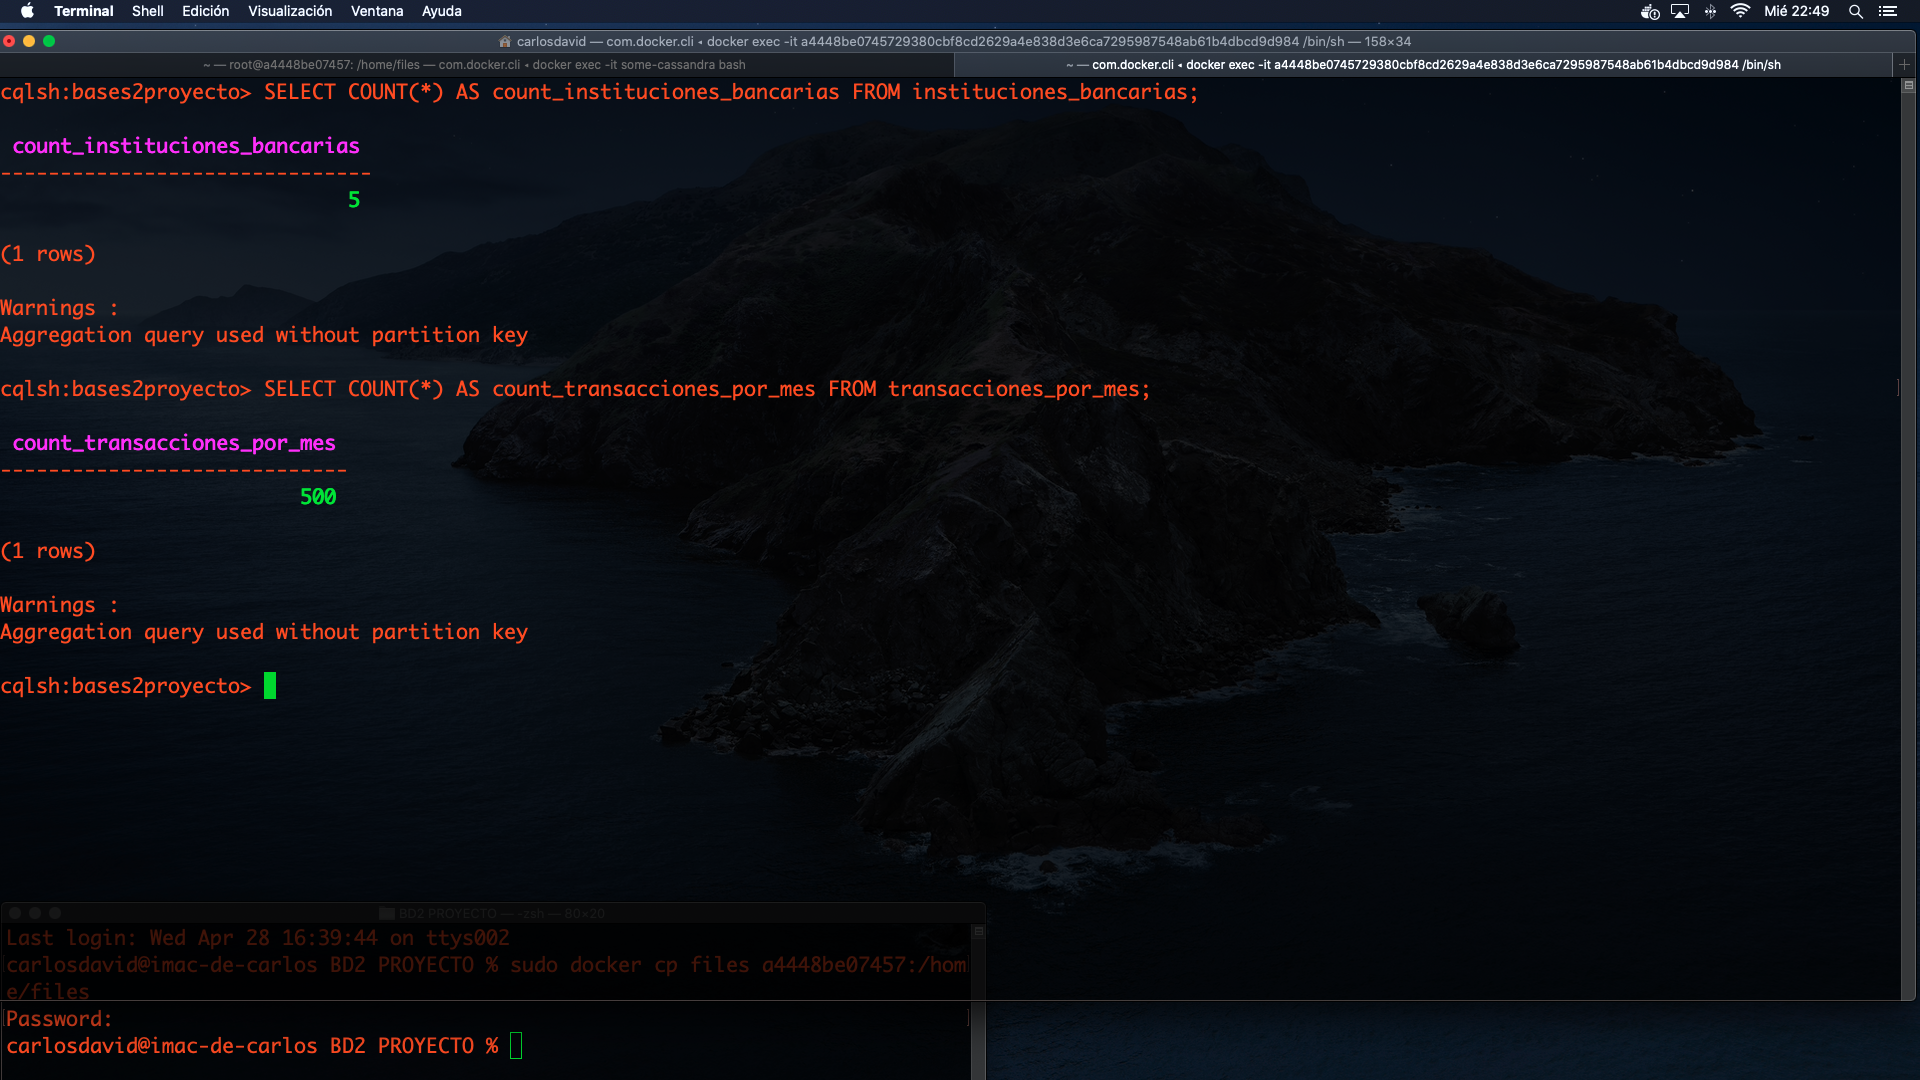 Terminal Shell Edición Visualización Ventana Ayuda Mié 22:49
carlosdavid — com.docker.cli ◂ docker exec -it a4448be0745729380cbf8cd2629a4e838d3e6ca7295987548ab61b4dbcd9d984 /bin/sh — 158×34
~ — root@a4448be07457: /home/files — com.docker.cli ◂ docker exec -it some-cassandra bash
~ — com.docker.cli ◂ docker exec -it a4448be0745729380cbf8cd2629a4e838d3e6ca7295987548ab61b4dbcd9d984 /bin/sh
cqlsh:bases2proyecto> SELECT COUNT(*) AS count_instituciones_bancarias FROM instituciones_bancarias;
count_instituciones_bancarias
-------------------------------
5
(1 rows)
Warnings :
Aggregation query used without partition key
cqlsh:bases2proyecto> SELECT COUNT(*) AS count_transacciones_por_mes FROM transacciones_por_mes;
count_transacciones_por_mes
-----------------------------
500
(1 rows)
Warnings :
Aggregation query used without partition key
cqlsh:bases2proyecto>
BD2 PROYECTO — -zsh — 80×20
Last login: Wed Apr 28 16:39:44 on ttys002
carlosdavid@imac-de-carlos BD2 PROYECTO % sudo docker cp files a4448be07457:/hom
e/files
Password:
carlosdavid@imac-de-carlos BD2 PROYECTO %